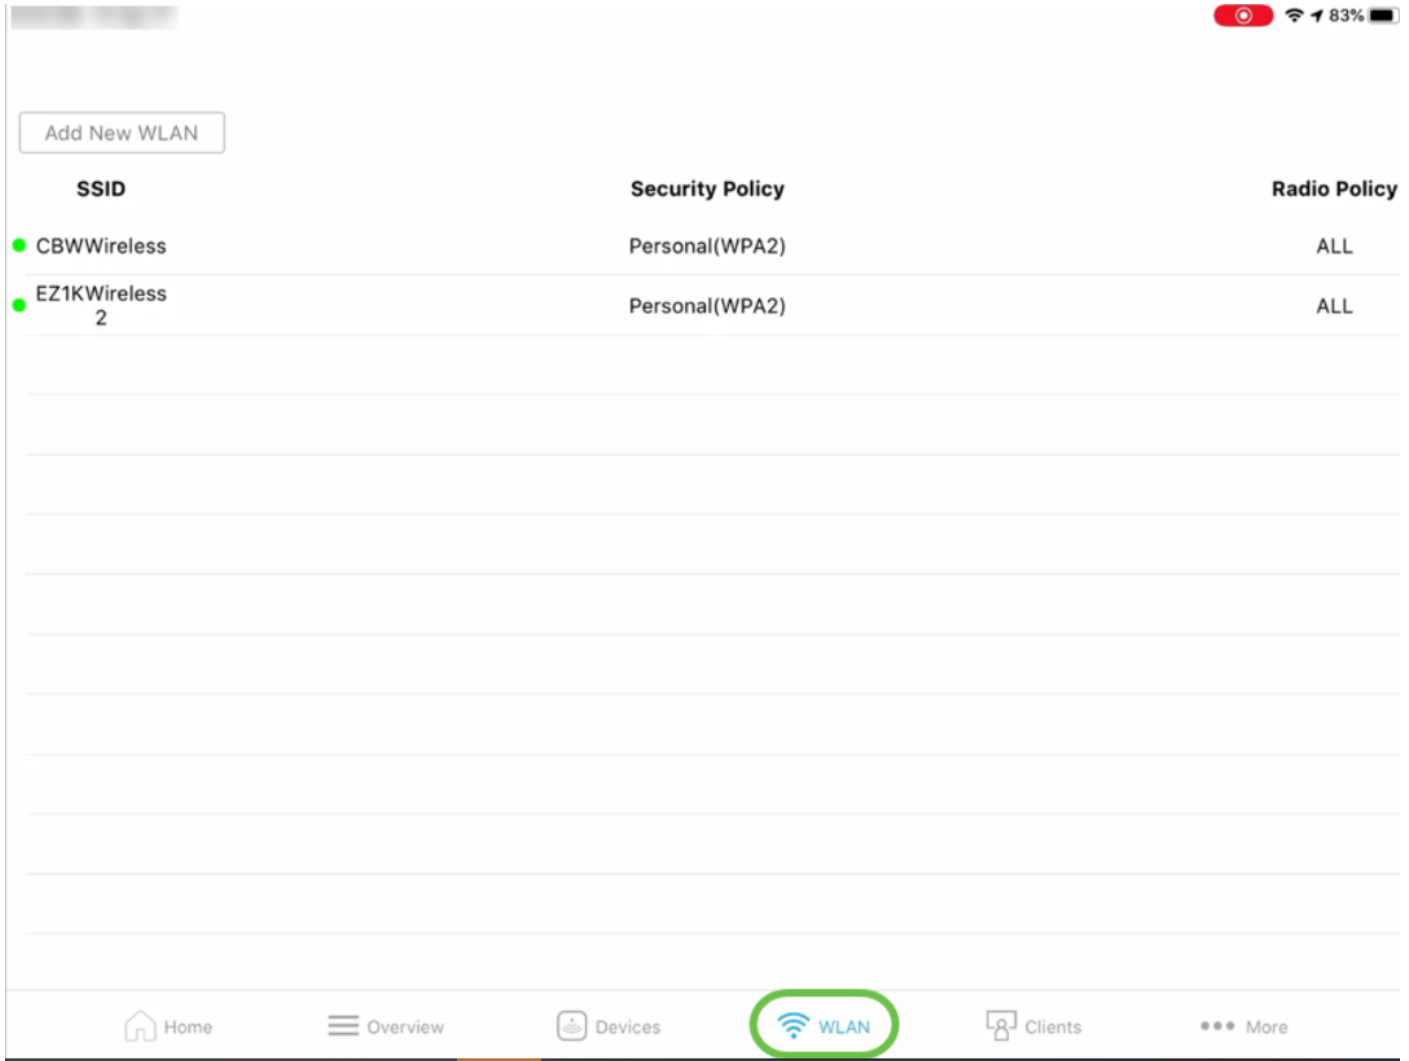 83%
Add New WLAN
SSID Security Policy Radio Policy
CBWWireless Personal(WPA2) ALL
EZ1KWireless
2 Personal(WPA2) ALL
Home Overview Devices WLAN Clients More